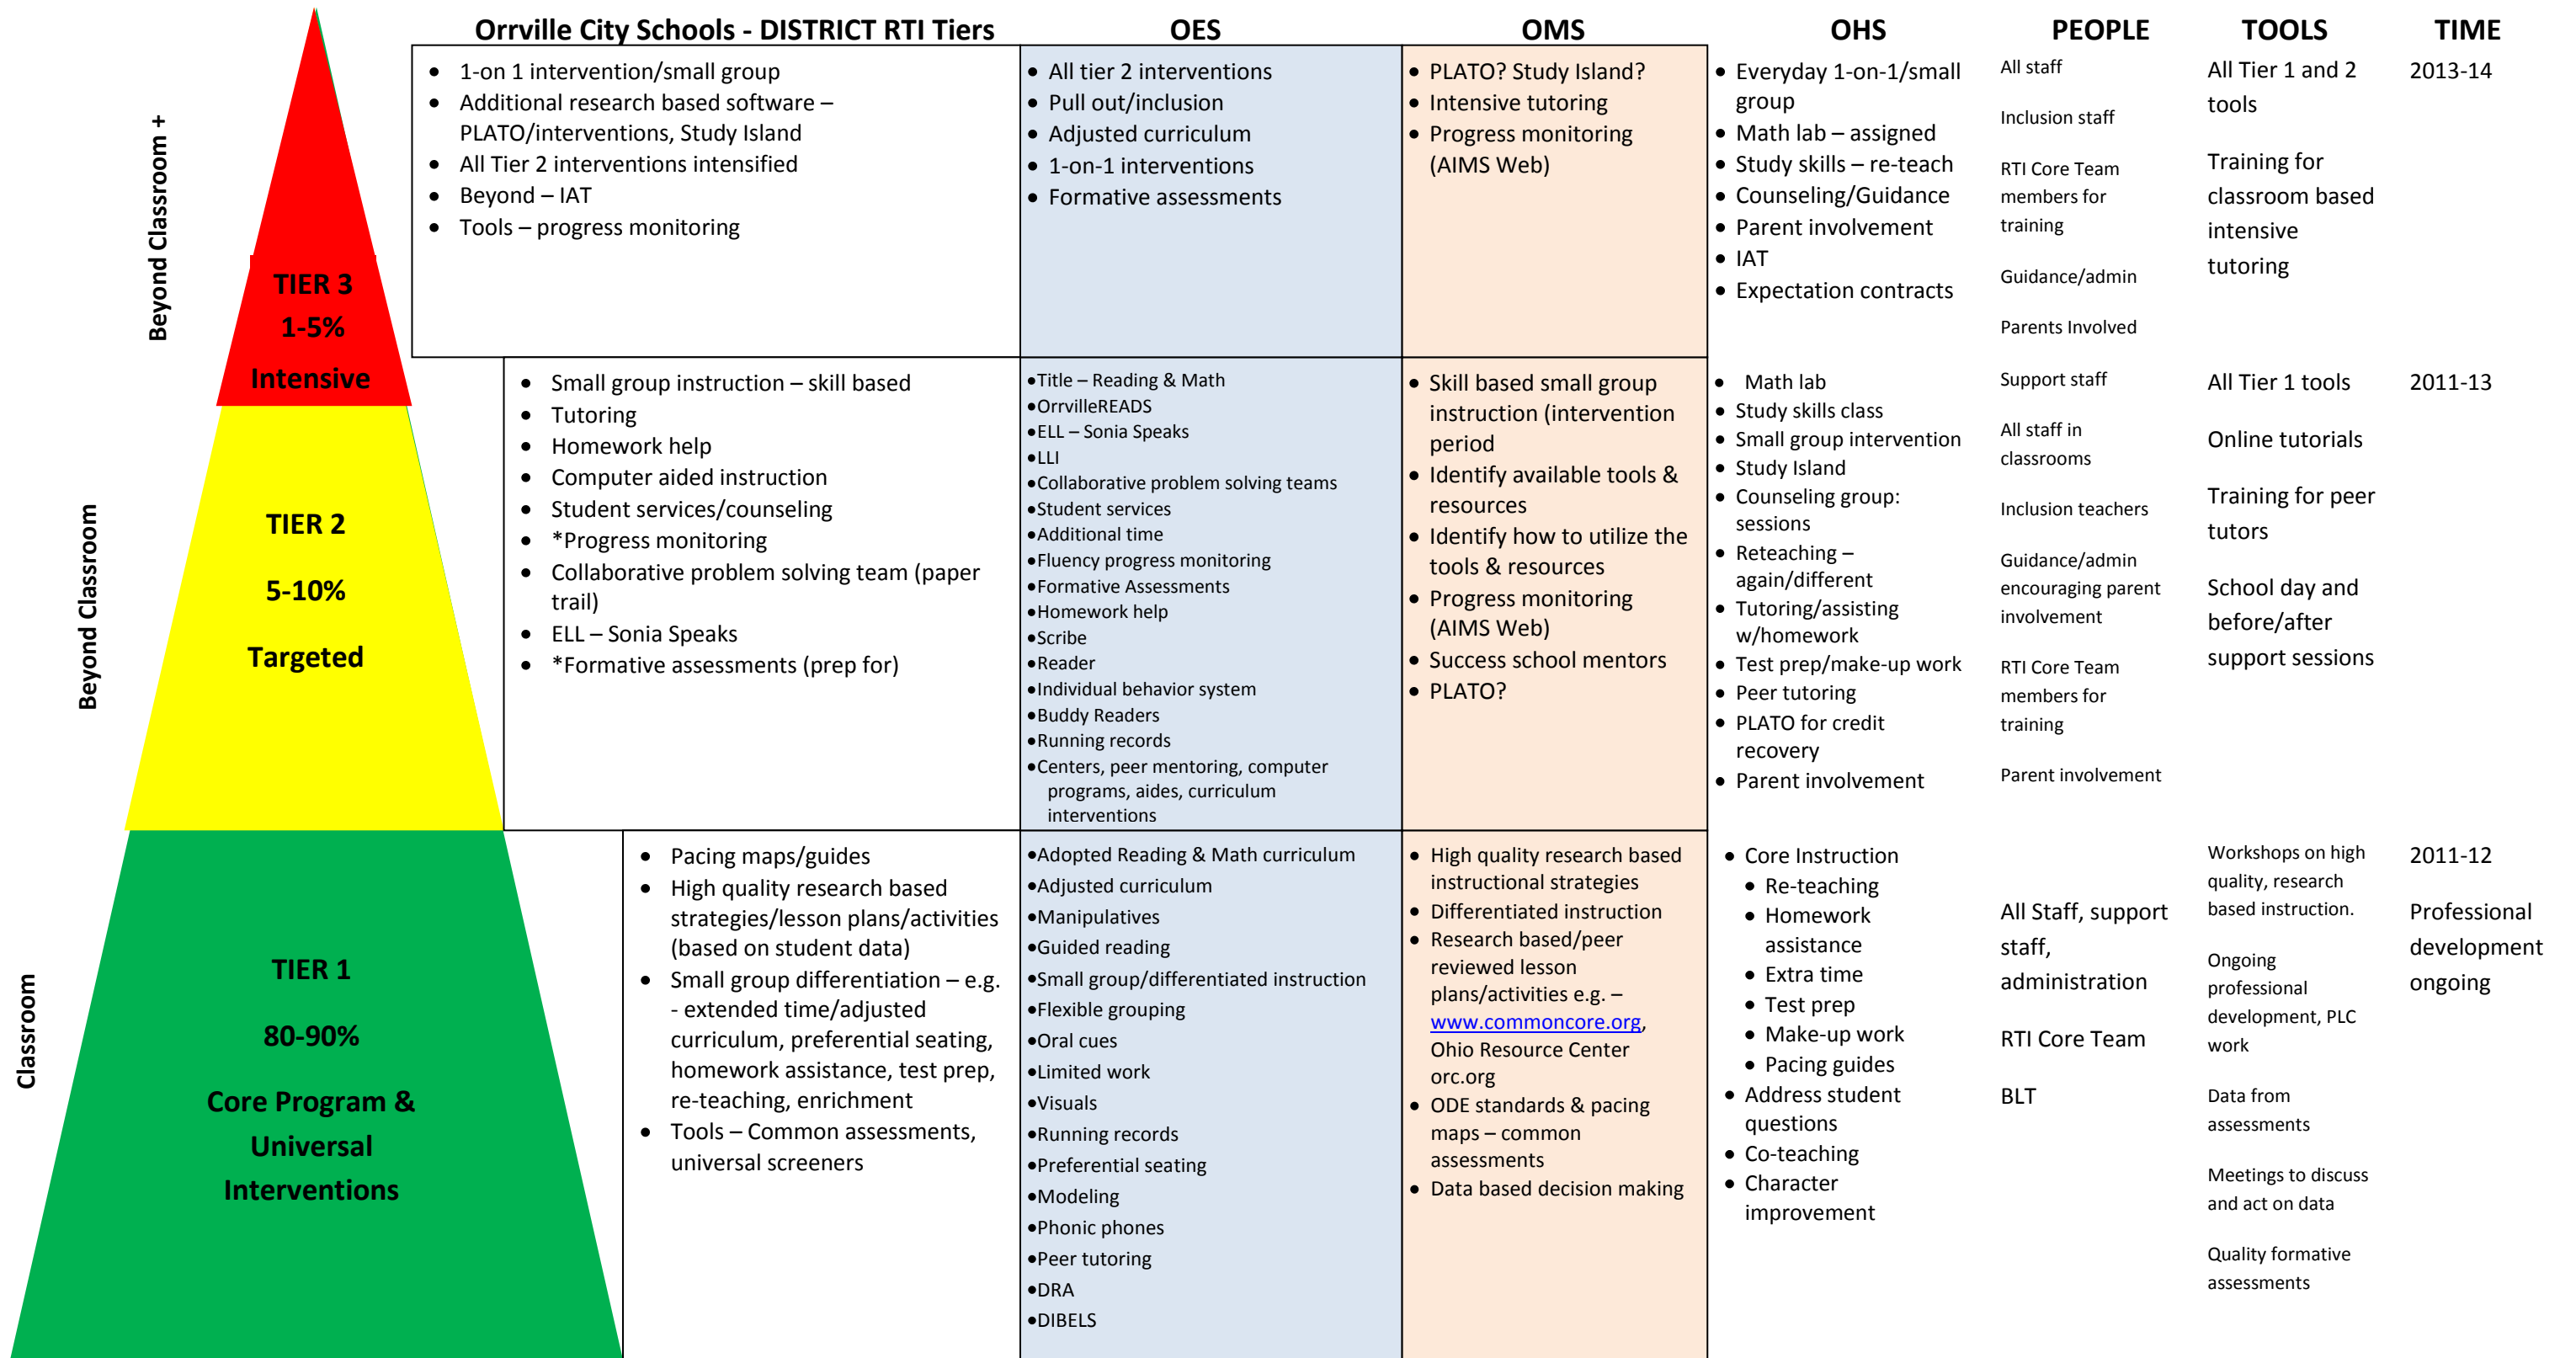 Orrville City Schools - DISTRICT RTI Tiers
OES
OMS
OHS
PEOPLE
TOOLS
TIME
Beyond Classroom +
TIER 3
1-5%
Intensive
• 1-on 1 intervention/small group
• Additional research based software –
PLATO/interventions, Study Island
• All Tier 2 interventions intensified
• Beyond – IAT
• Tools – progress monitoring
• All tier 2 interventions
• Pull out/inclusion
• Adjusted curriculum
• 1-on-1 interventions
• Formative assessments
• PLATO? Study Island?
• Intensive tutoring
• Progress monitoring
(AIMS Web)
• Everyday 1-on-1/small
group
• Math lab – assigned
• Study skills – re-teach
• Counseling/Guidance
• Parent involvement
• IAT
• Expectation contracts
All staff
Inclusion staff
RTI Core Team
members for
training
Guidance/admin
Parents Involved
All Tier 1 and 2
tools
Training for
classroom based
intensive
tutoring
2013-14
Beyond Classroom
TIER 2
5-10%
Targeted
• Small group instruction – skill based
• Tutoring
• Homework help
• Computer aided instruction
• Student services/counseling
• *Progress monitoring
• Collaborative problem solving team (paper
trail)
• ELL – Sonia Speaks
• *Formative assessments (prep for)
•Title – Reading & Math
•OrrvilleREADS
•ELL – Sonia Speaks
•LLI
•Collaborative problem solving teams
•Student services
•Additional time
•Fluency progress monitoring
•Formative Assessments
•Homework help
•Scribe
•Reader
•Individual behavior system
•Buddy Readers
•Running records
•Centers, peer mentoring, computer
programs, aides, curriculum
interventions
• Skill based small group
instruction (intervention
period
• Identify available tools &
resources
• Identify how to utilize the
tools & resources
• Progress monitoring
(AIMS Web)
• Success school mentors
• PLATO?
• Math lab
• Study skills class
• Small group intervention
• Study Island
• Counseling group:
sessions
• Reteaching –
again/different
• Tutoring/assisting
w/homework
• Test prep/make-up work
• Peer tutoring
• PLATO for credit
recovery
• Parent involvement
Support staff
All staff in
classrooms
Inclusion teachers
Guidance/admin
encouraging parent
involvement
RTI Core Team
members for
training
Parent involvement
All Tier 1 tools
Online tutorials
Training for peer
tutors
School day and
before/after
support sessions
2011-13
Classroom
TIER 1
80-90%
Core Program &
Universal
Interventions
• Pacing maps/guides
• High quality research based
strategies/lesson plans/activities
(based on student data)
• Small group differentiation – e.g.
- extended time/adjusted
curriculum, preferential seating,
homework assistance, test prep,
re-teaching, enrichment
• Tools – Common assessments,
universal screeners
•Adopted Reading & Math curriculum
•Adjusted curriculum
•Manipulatives
•Guided reading
•Small group/differentiated instruction
•Flexible grouping
•Oral cues
•Limited work
•Visuals
•Running records
•Preferential seating
•Modeling
•Phonic phones
•Peer tutoring
•DRA
•DIBELS
• High quality research based
instructional strategies
• Differentiated instruction
• Research based/peer
reviewed lesson
plans/activities e.g. –
www.commoncore.org,
Ohio Resource Center
orc.org
• ODE standards & pacing
maps – common
assessments
• Data based decision making
• Core Instruction
• Re-teaching
• Homework
assistance
• Extra time
• Test prep
• Make-up work
• Pacing guides
• Address student
questions
• Co-teaching
• Character
improvement
All Staff, support
staff,
administration
RTI Core Team
BLT
Workshops on high
quality, research
based instruction.
Ongoing
professional
development, PLC
work
Data from
assessments
Meetings to discuss
and act on data
Quality formative
assessments
2011-12
Professional
development
ongoing